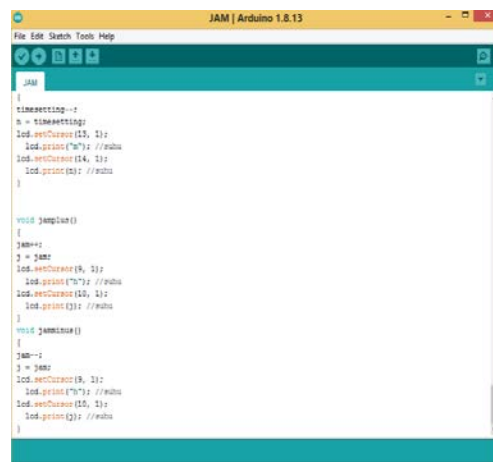 JAM | Arduino 1.8.13
File Edit Sketch Tools Help
JAM
{
timesetting--;
n = timesetting;
lcd.setCursor(13, 1);
lcd.print("m"); //suhu
lcd.setCursor(14, 1);
lcd.print(n); //suhu
}
void jamplus()
{
jam++;
j = jam;
lcd.setCursor(9, 1);
lcd.print("h"); //suhu
lcd.setCursor(10, 1);
lcd.print(j); //suhu
}
void jamminus()
{
jam--;
j = jam;
lcd.setCursor(9, 1);
lcd.print("h"); //suhu
lcd.setCursor(10, 1);
lcd.print(j); //suhu
}